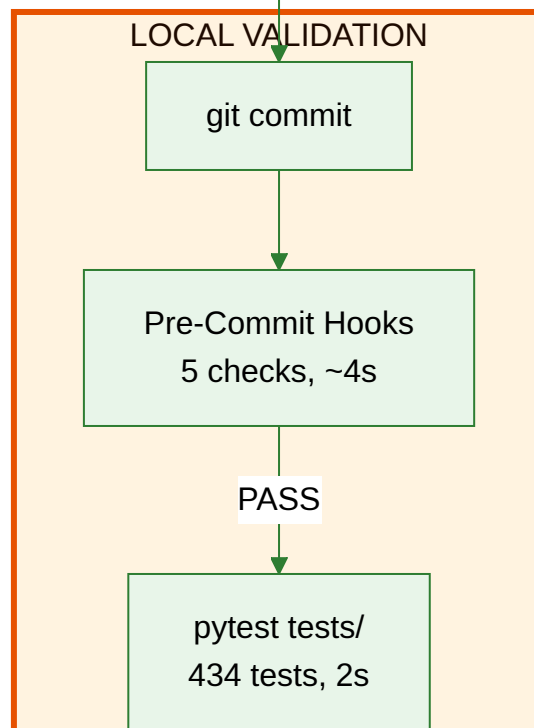 LOCAL VALIDATION
git commit
Pre-Commit Hooks
5 checks, ~4s
PASS
pytest tests/
434 tests, 2s